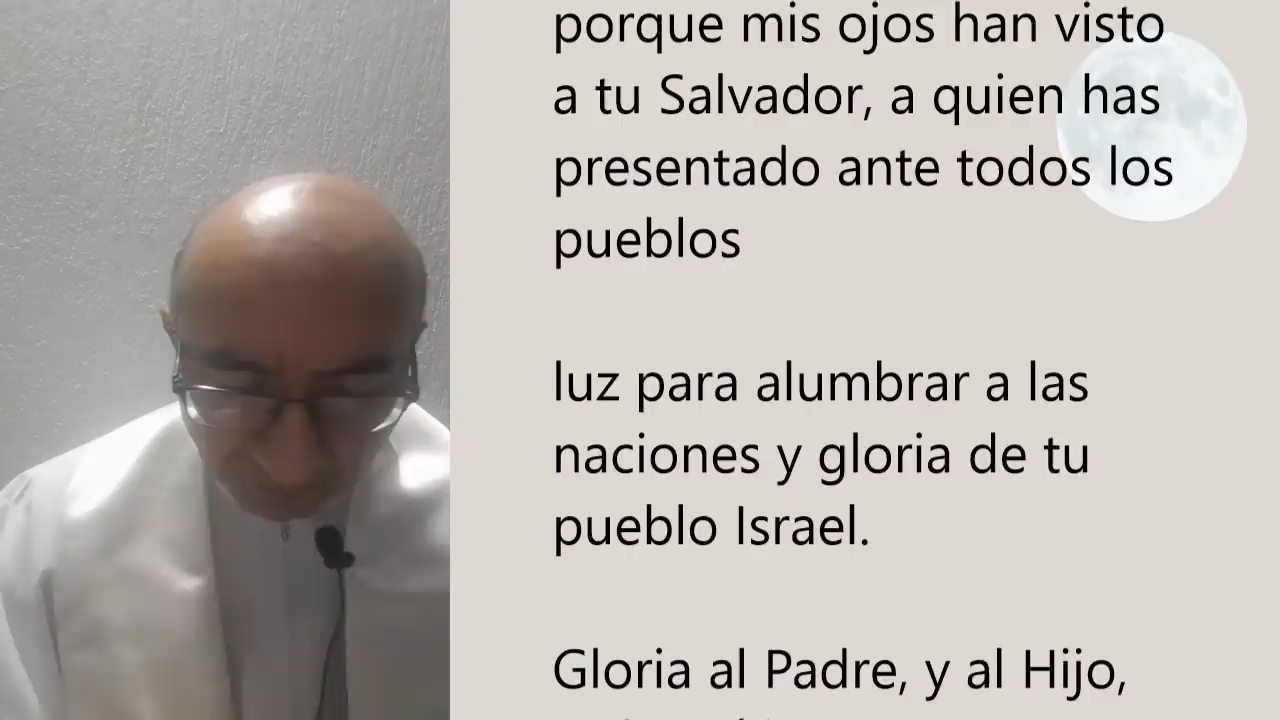 porque mis ojos han visto
a tu Salvador, a quien has
presentado ante todos los
pueblos
luz para alumbrar a las
naciones y gloria de tu
pueblo Israel.
Gloria al Padre, y al Hijo,